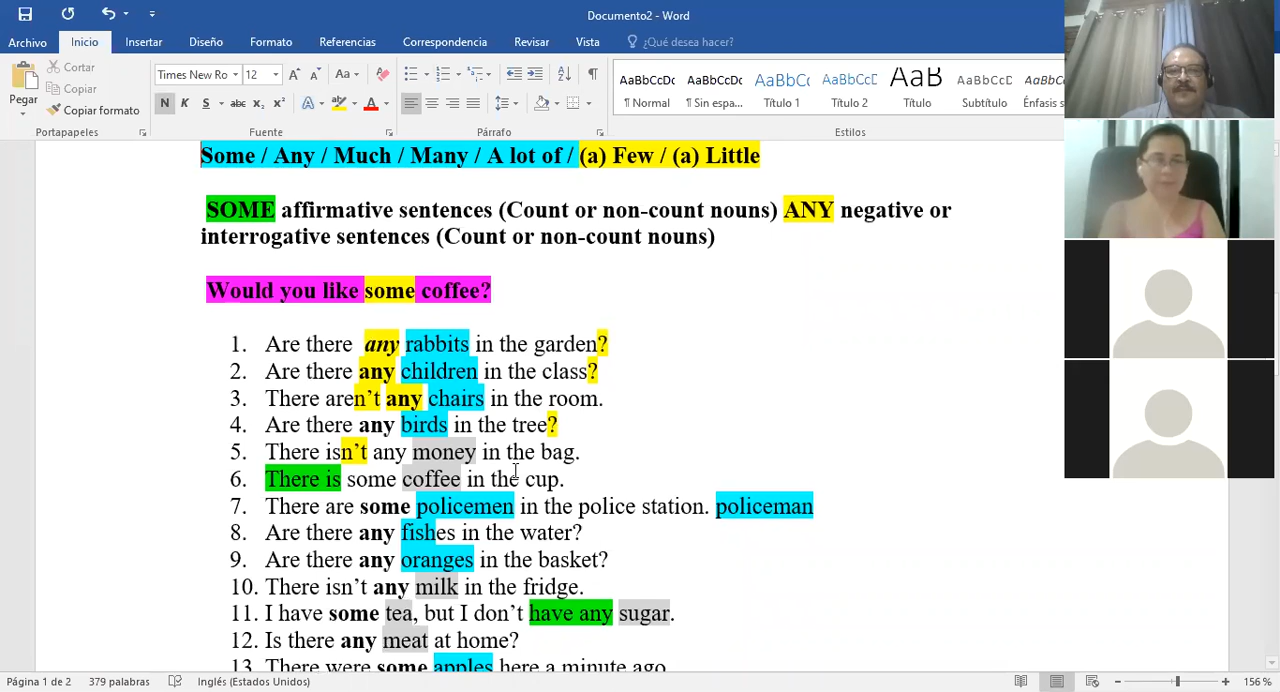 Documento2 - Word
Archivo Inicio Insertar Diseño Formato Referencias Correspondencia Revisar Vista ¿Qué desea hacer?
Pegar
Cortar
Copiar
Copiar formato
Times New Ro 12
Aa
N K S abc x₂ x²
A A
AaBbCcDc AaBbCcDc AaBbCc AaBbCcD AaB AaBbCcD AaBbCcD
¶ Normal ¶ Sin espa... Título 1 Título 2 Título Subtítulo Énfasis s
Portapapeles Fuente Párrafo Estilos
Some / Any / Much / Many / A lot of / (a) Few / (a) Little
SOME affirmative sentences (Count or non-count nouns) ANY negative or
interrogative sentences (Count or non-count nouns)
Would you like some coffee?
1. Are there any rabbits in the garden?
2. Are there any children in the class?
3. There aren’t any chairs in the room.
4. Are there any birds in the tree?
5. There isn’t any money in the bag.
6. There is some coffee in the cup.
7. There are some policemen in the police station. policeman
8. Are there any fishes in the water?
9. Are there any oranges in the basket?
10. There isn’t any milk in the fridge.
11. I have some tea, but I don’t have any sugar.
12. Is there any meat at home?
13. There were some apples here a minute ago
Página 1 de 2 379 palabras Inglés (Estados Unidos) 156 %